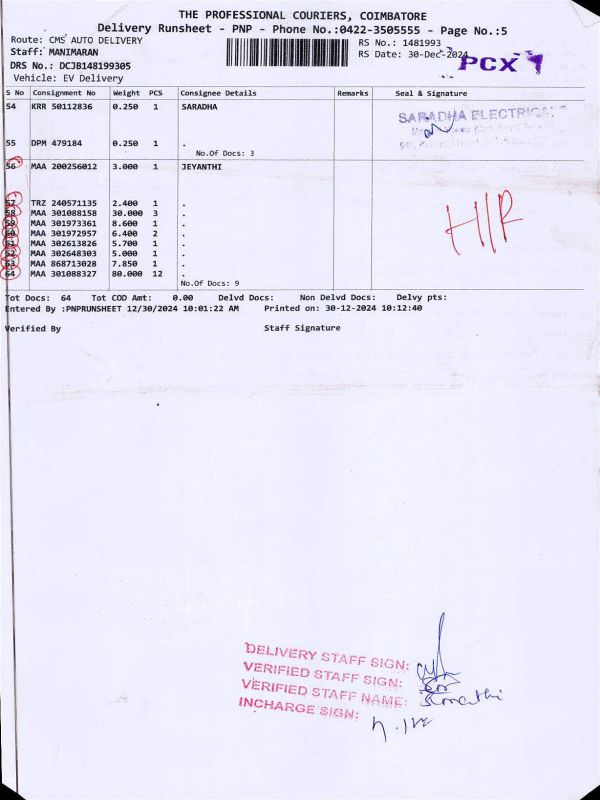 THE PROFESSIONAL COURIERS, COIMBATORE
Delivery Runsheet - PNP - Phone No.:0422-3505555 - Page No.:5
Route: CMS AUTO DELIVERY
RS No.: 1481993
Staff: MANIMARAN
RS Date: 30-Dec-2024
PCX
DRS No.: DCJB148199305
Vehicle: EV Delivery
S No Consignment No Weight PCS Consignee Details Remarks Seal & Signature
54 KRR 50112836 0.250 1 SARADHA
SARADHA ELECTRICAL
55 DPM 479184 0.250 1 .
No.Of Docs: 3
56 MAA 200256012 3.000 1 JEYANTHI
57 TRZ 240571135 2.400 1 .
58 MAA 301088158 30.000 3 .
59 MAA 301973361 8.600 1 .
60 MAA 301972957 6.400 2 .
61 MAA 302613826 5.700 1 .
62 MAA 302648303 5.000 1 .
63 MAA 868713028 7.850 1 .
64 MAA 301088327 80.000 12 .
H/R
No.Of Docs: 9
Tot Docs: 64 Tot COD Amt: 0.00 Delvd Docs: Non Delvd Docs: Delvy pts:
Entered By :PNPRUNSHEET 12/30/2024 10:01:22 AM Printed on: 30-12-2024 10:12:40
Verified By Staff Signature
DELIVERY STAFF SIGN:
VERIFIED STAFF SIGN:
VERIFIED STAFF NAME:
INCHARGE SIGN: